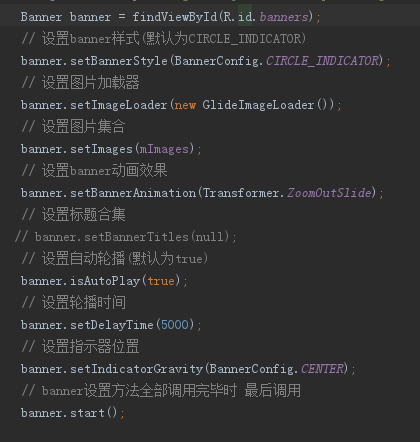 Banner banner = findViewById(R.id.banners);
// 设置banner样式(默认为CIRCLE_INDICATOR)
banner.setBannerStyle(BannerConfig.CIRCLE_INDICATOR);
// 设置图片加载器
banner.setImageLoader(new GlideImageLoader());
// 设置图片集合
banner.setImages(mImages);
// 设置banner动画效果
banner.setBannerAnimation(Transformer.ZoomOutSlide);
// 设置标题合集
// banner.setBannerTitles(null);
// 设置自动轮播(默认为true)
banner.isAutoPlay(true);
// 设置轮播时间
banner.setDelayTime(5000);
// 设置指示器位置
banner.setIndicatorGravity(BannerConfig.CENTER);
// banner设置方法全部调用完毕时 最后调用
banner.start();